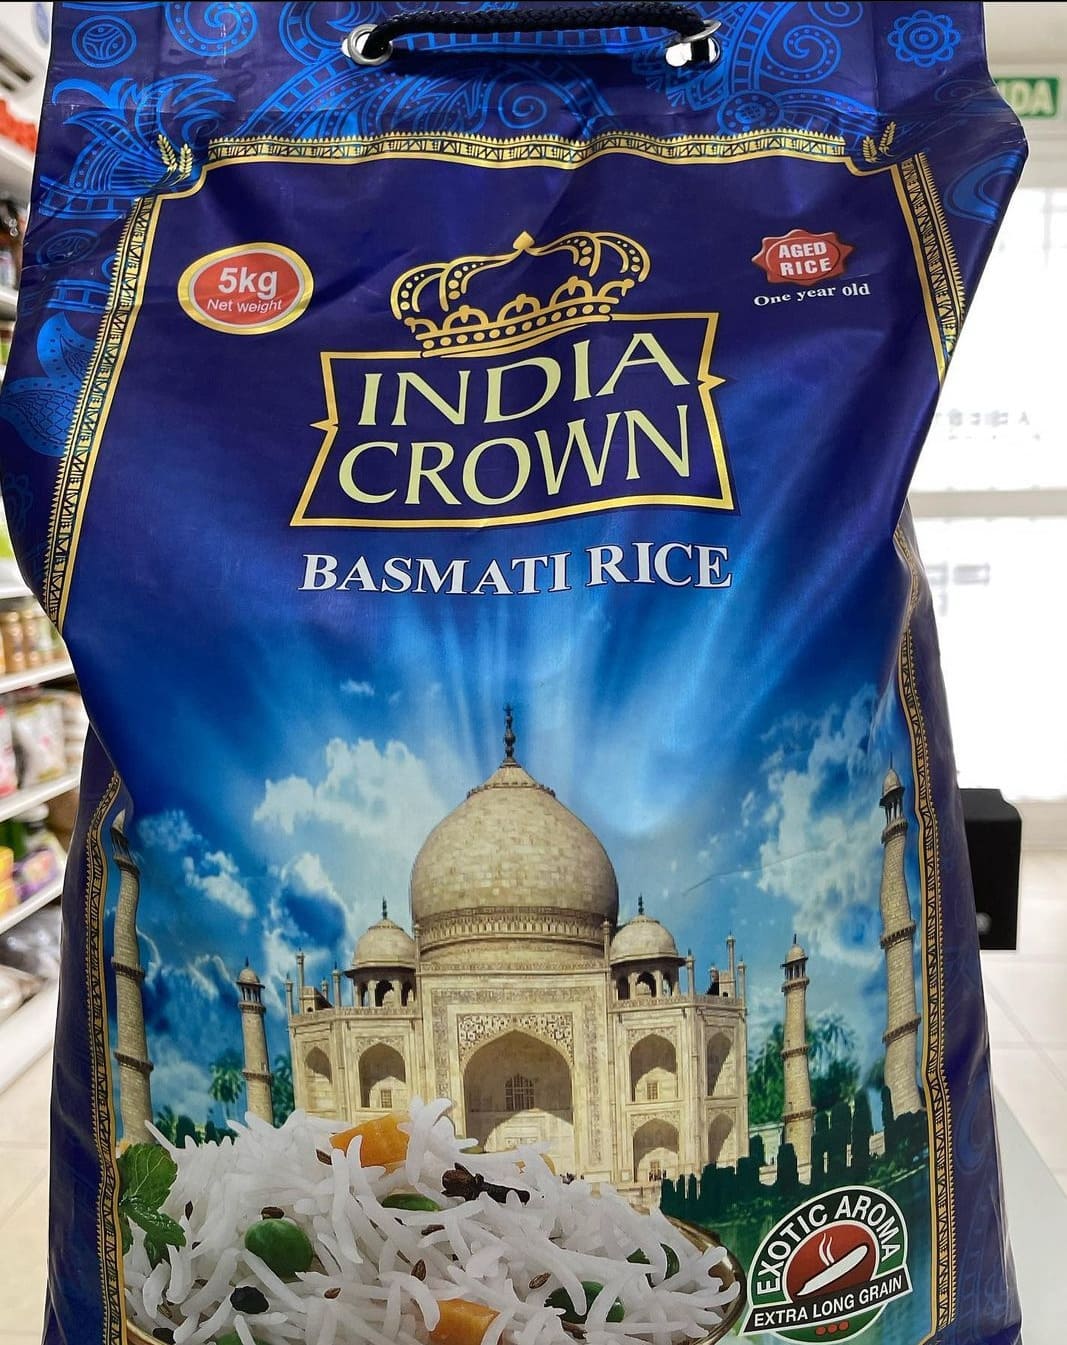 5kg
Net weight
AGED
RICE
One year old
INDIA
CROWN
BASMATI RICE
EXOTIC AROMA
EXTRA LONG GRAIN